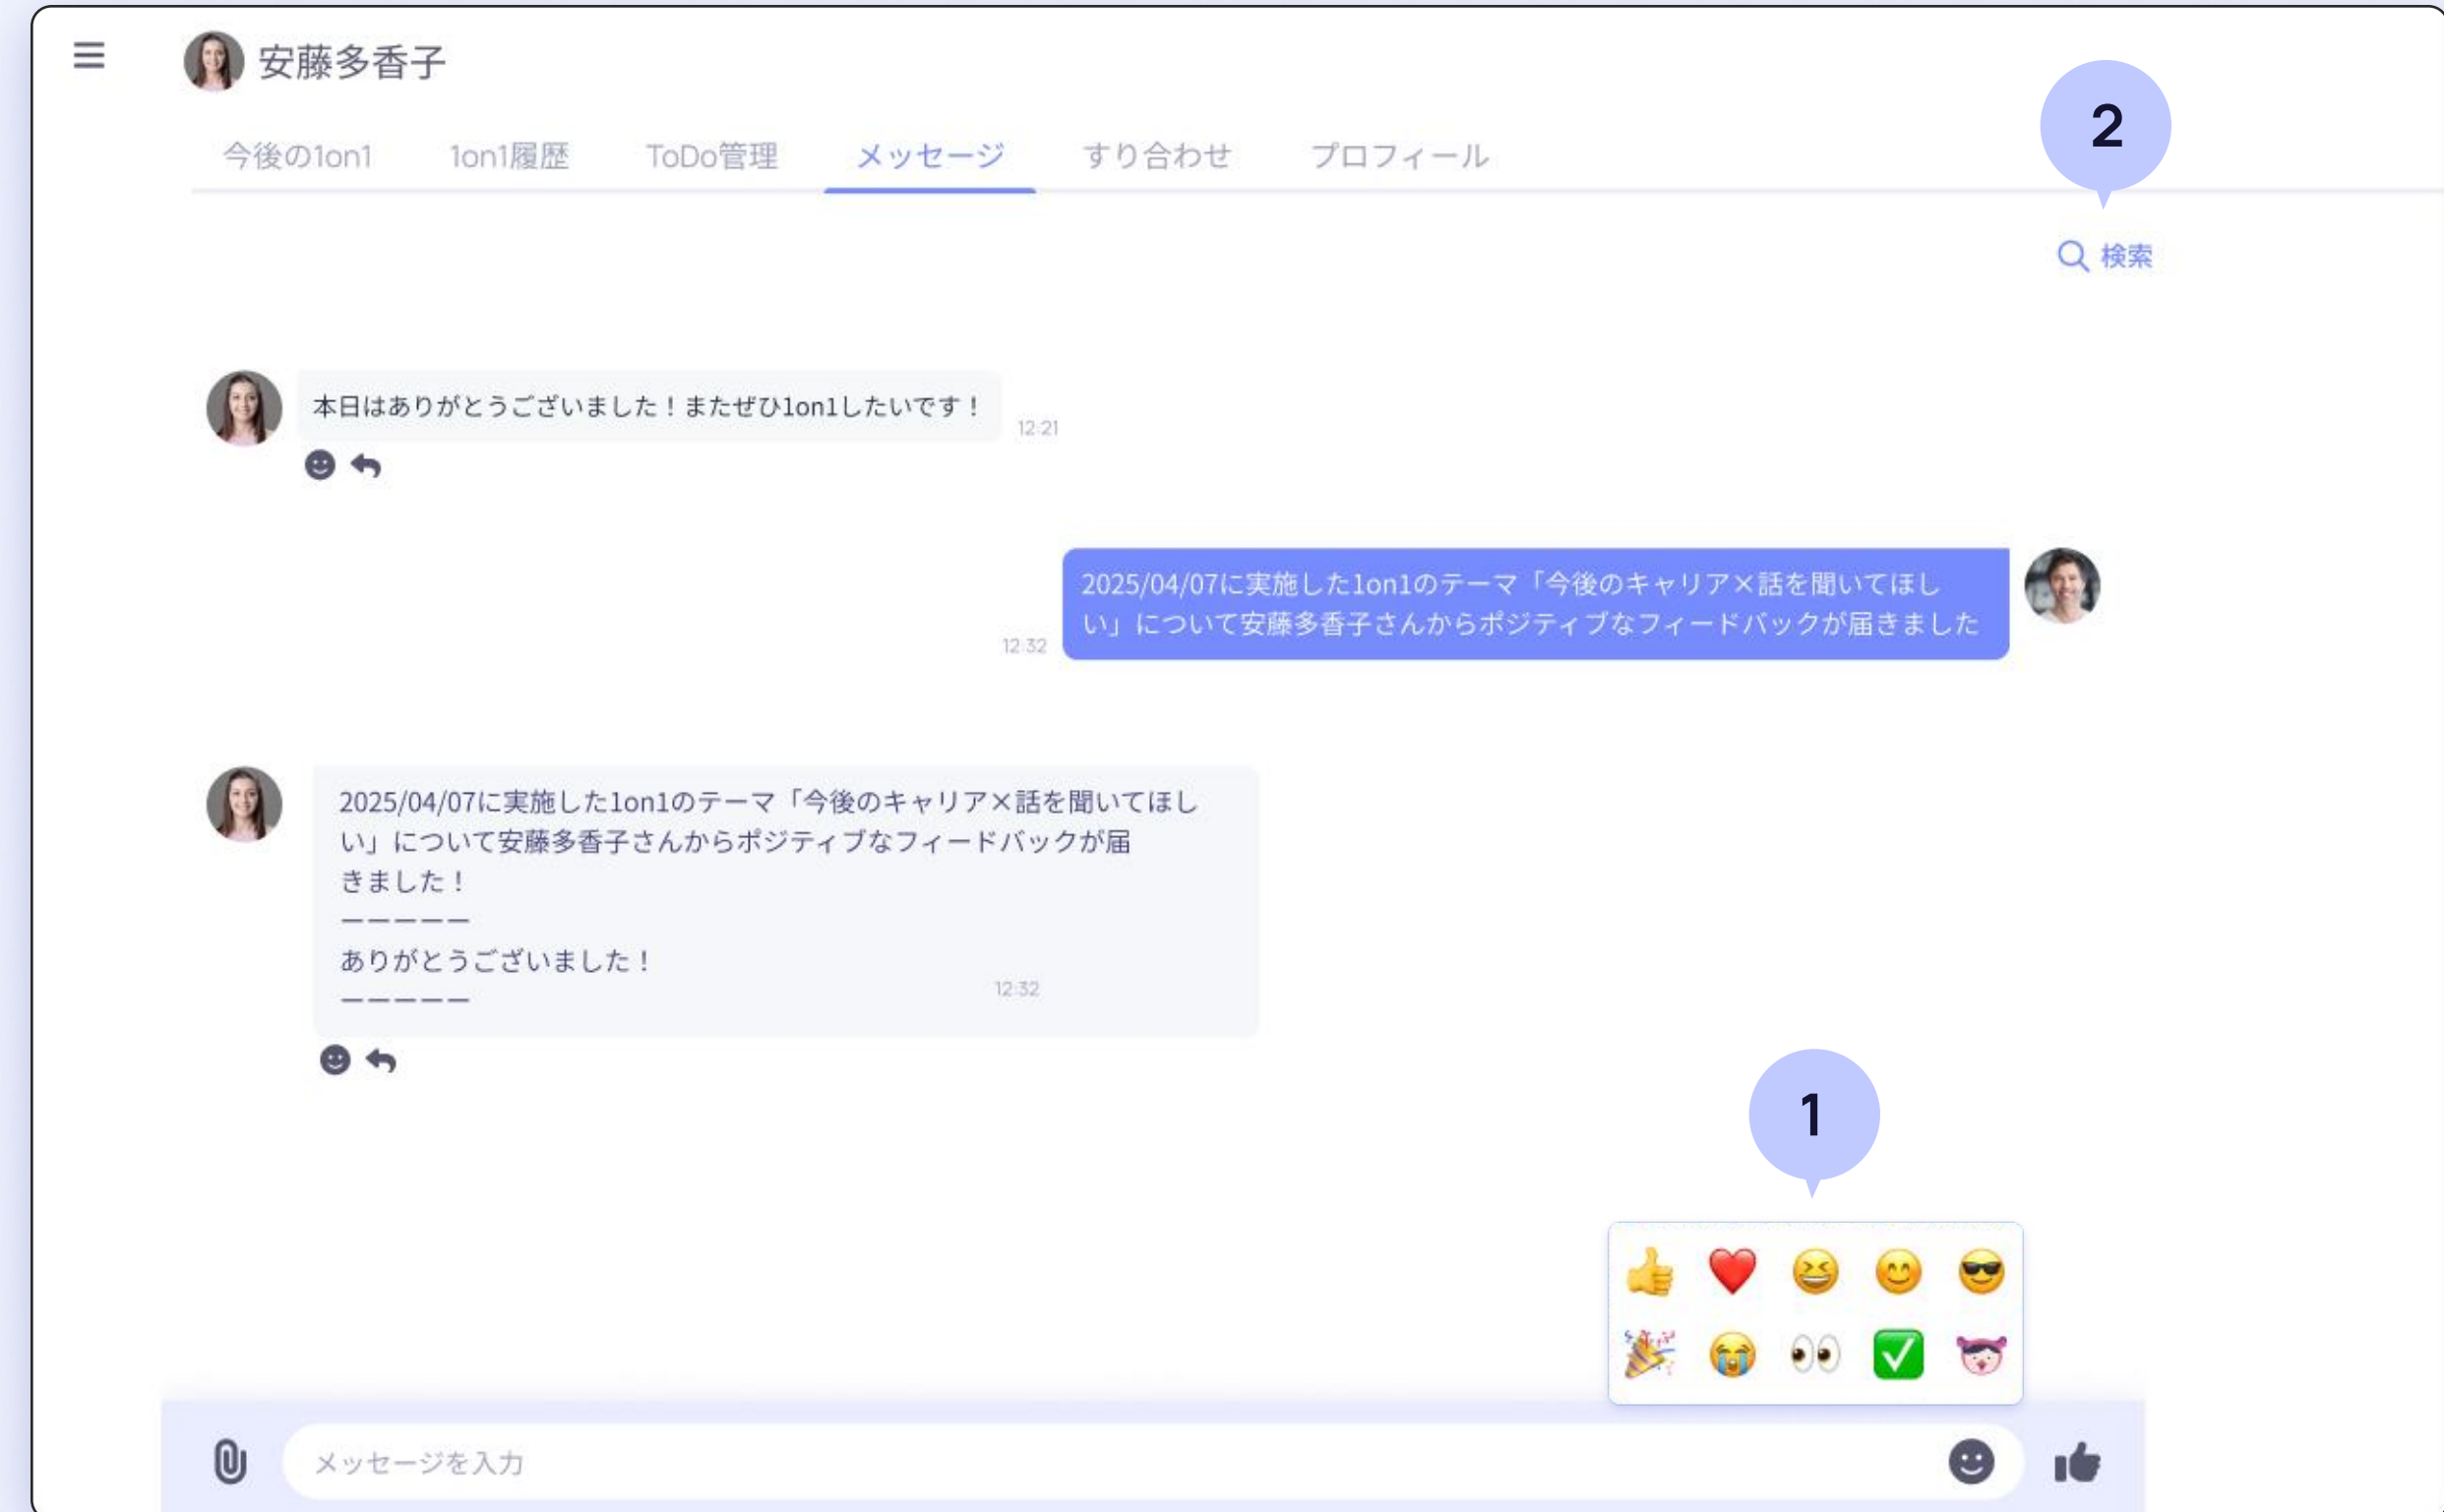 安藤多香子
今後の1on1 1on1履歴 ToDo管理 メッセージ すり合わせ プロフィール
2
検索
本日はありがとうございました！またぜひ1on1したいです！
12:21
2025/04/07に実施した1on1のテーマ「今後のキャリア×話を聞いてほし
い」について安藤多香子さんからポジティブなフィードバックが届きました
12:32
2025/04/07に実施した1on1のテーマ「今後のキャリア×話を聞いてほし
い」について安藤多香子さんからポジティブなフィードバックが届
きました！
ーーーーー
ありがとうございました！
ーーーーー
12:32
1
メッセージを入力